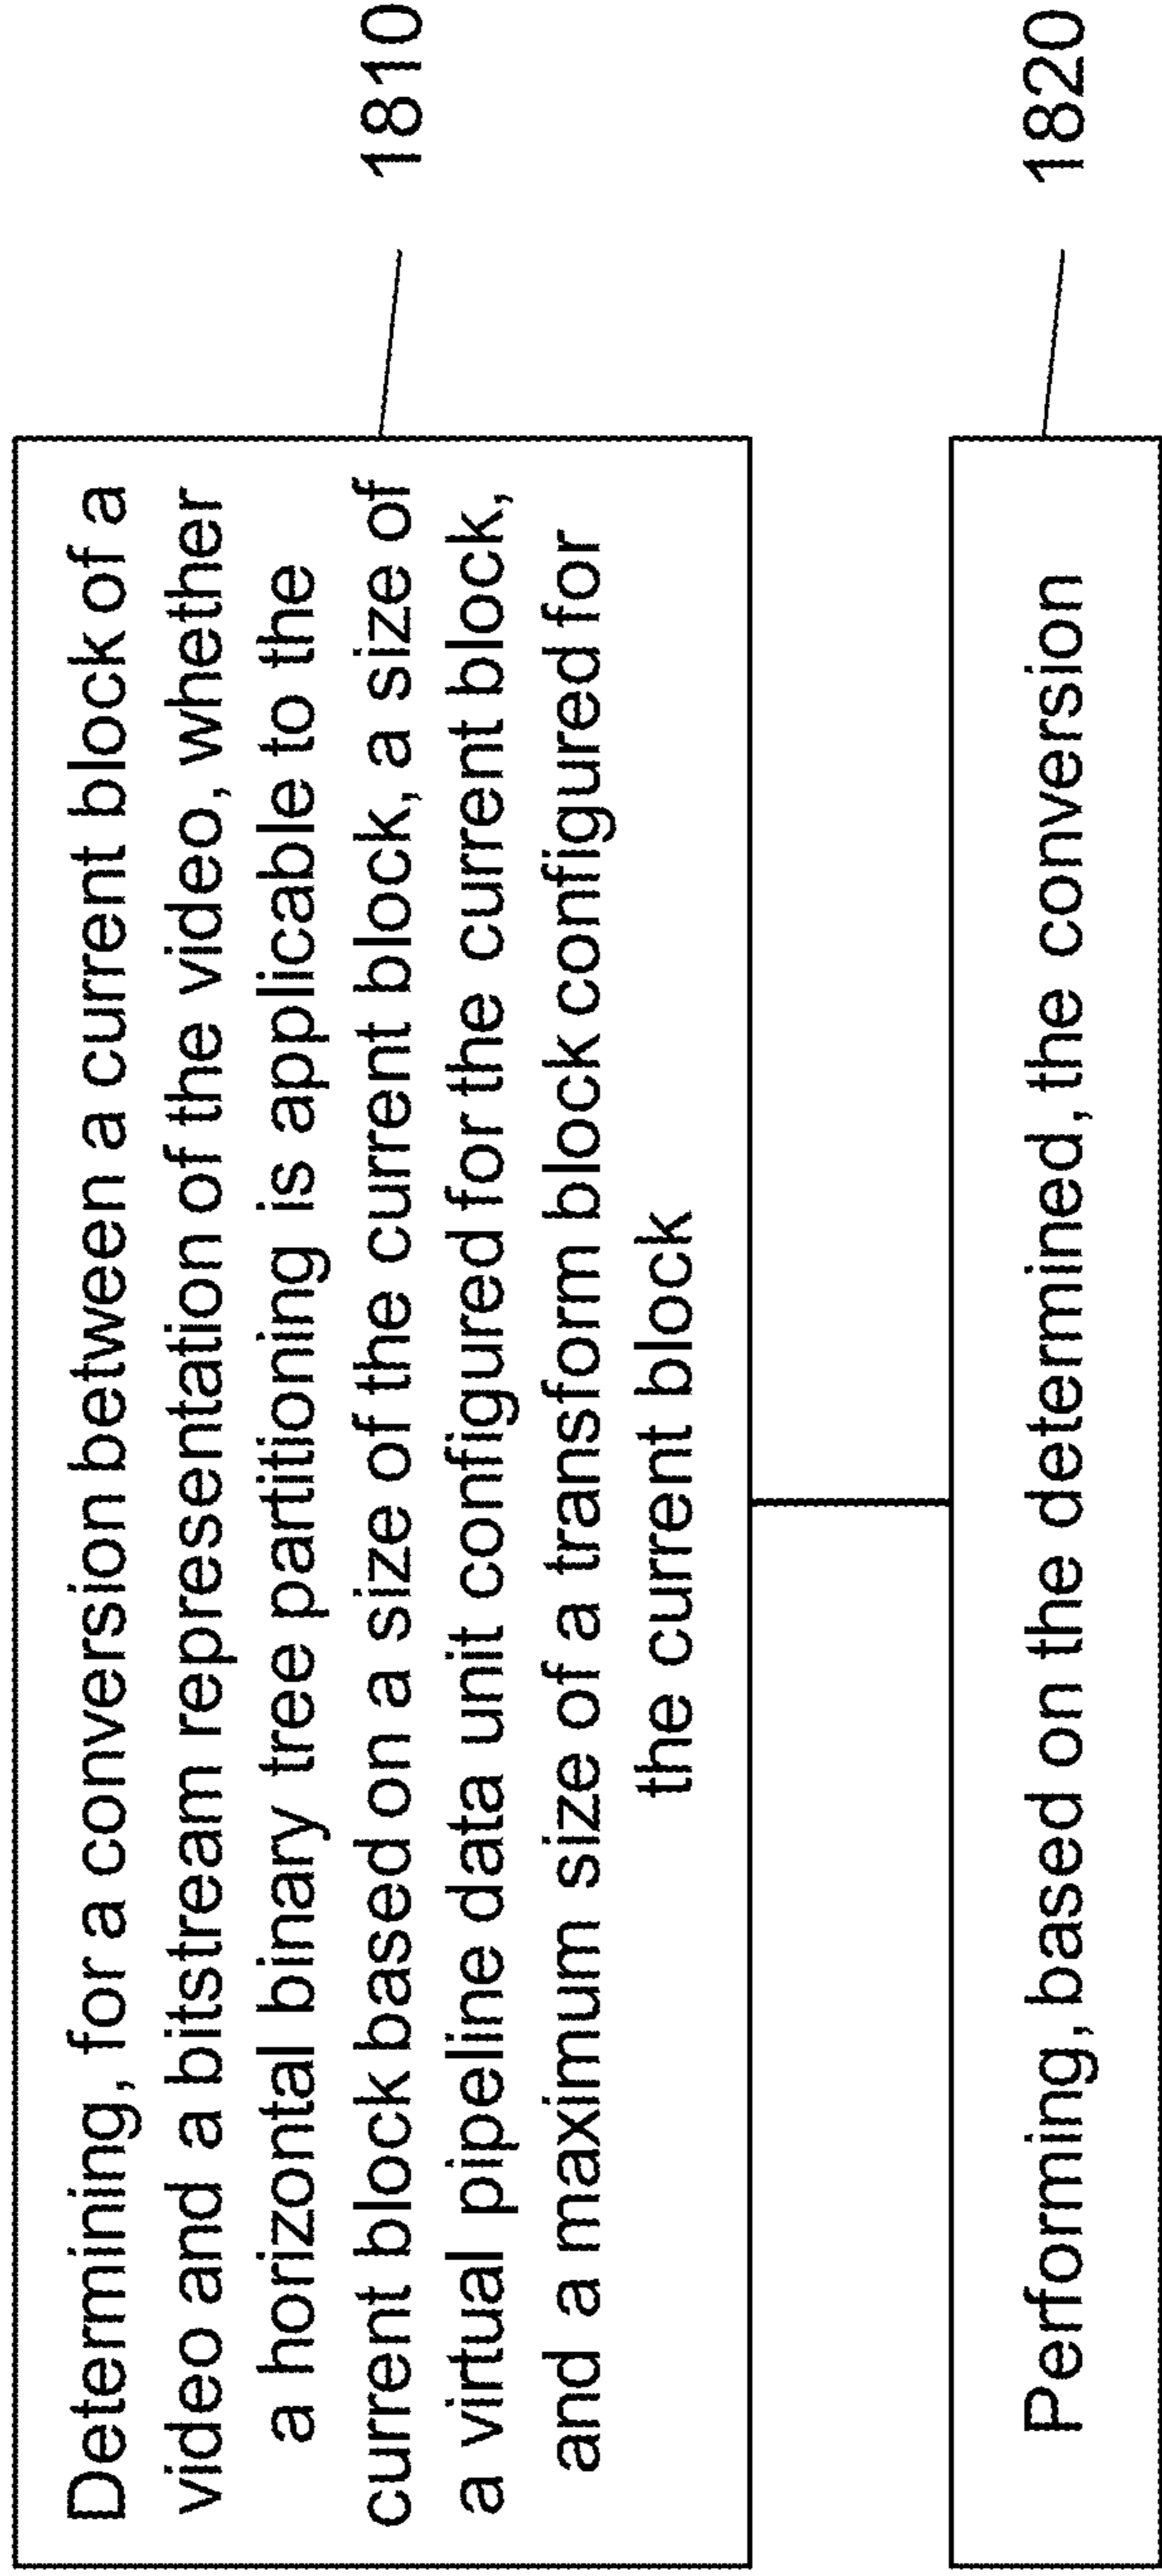 Determining, for a conversion between a current block of a
video and a bitstream representation of the video, whether
a horizontal binary tree partitioning is applicable to the
current block based on a size of the current block, a size of
a virtual pipeline data unit configured for the current block,
and a maximum size of a transform block configured for
the current block
1810
Performing, based on the determined, the conversion
1820